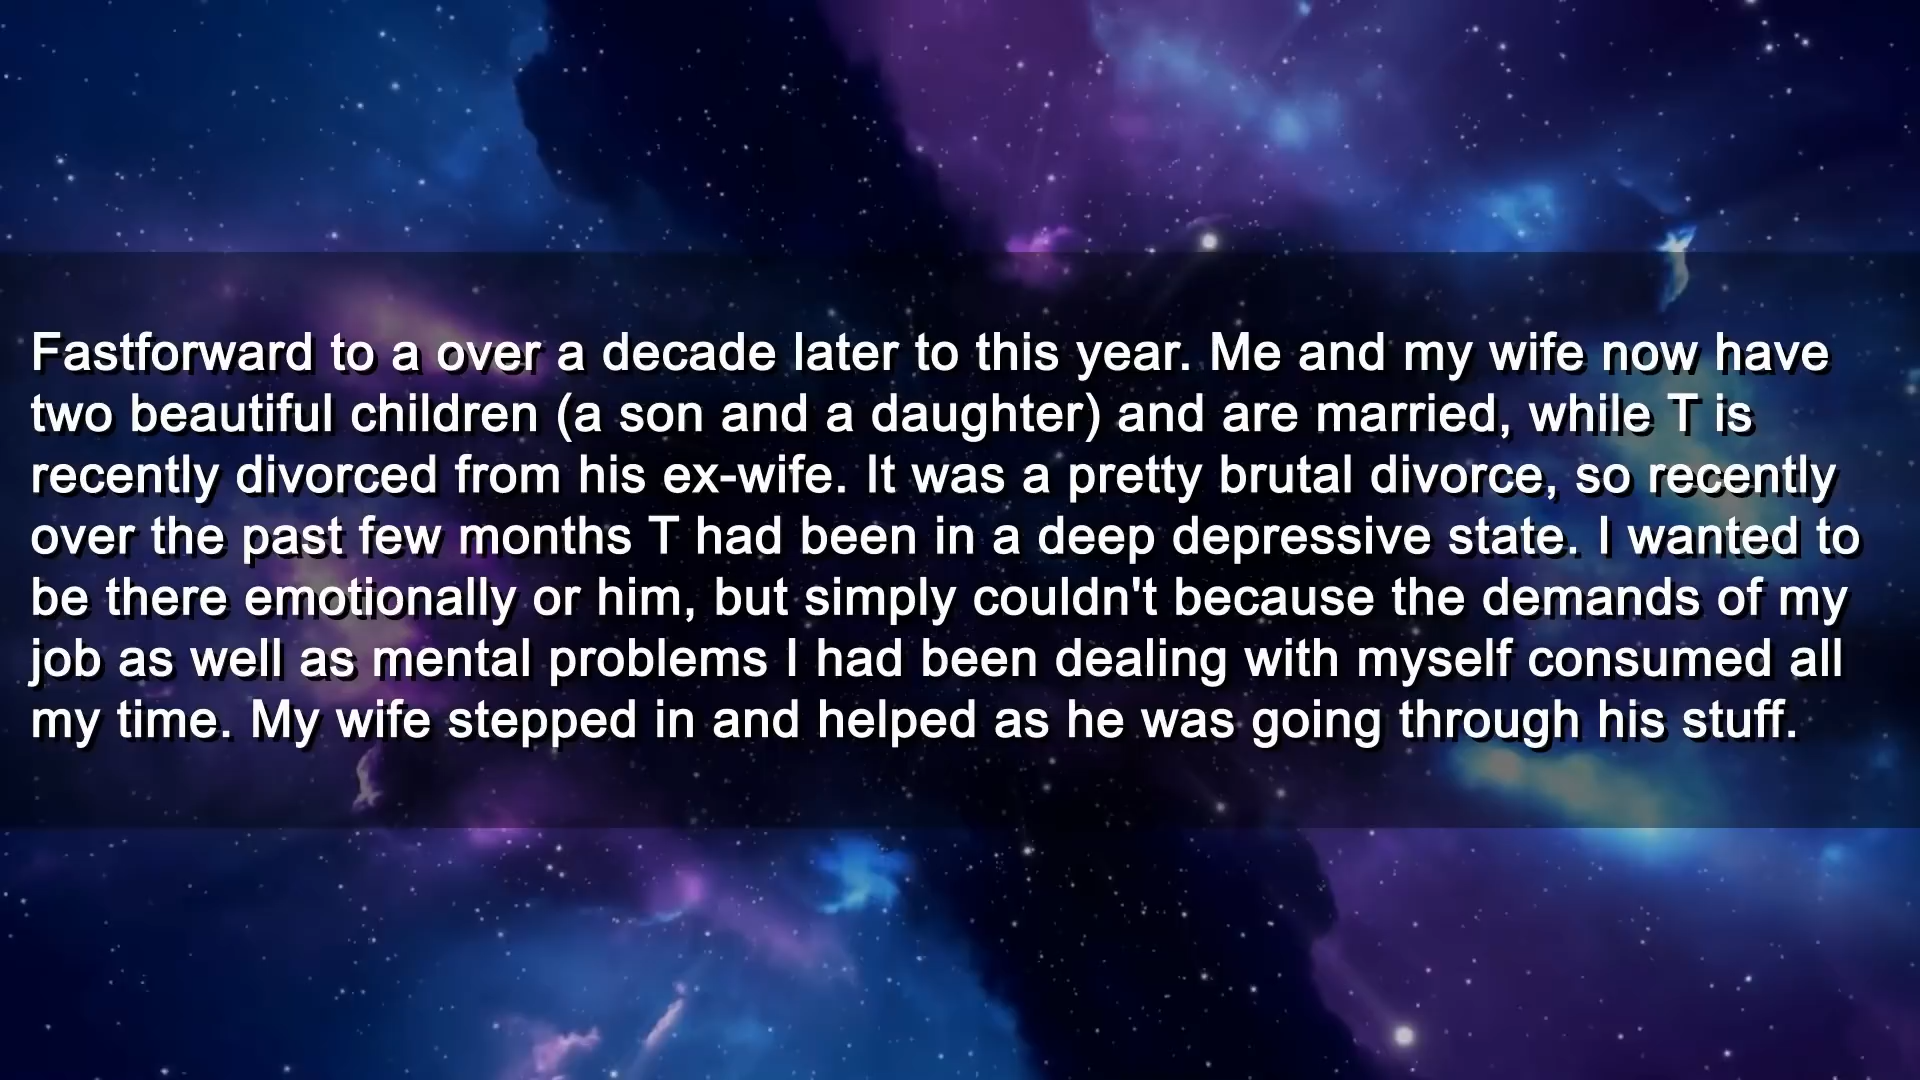 Fastforward to a over a decade later to this year. Me and my wife now have
two beautiful children (a son and a daughter) and are married, while T is
recently divorced from his ex-wife. It was a pretty brutal divorce, so recently
over the past few months T had been in a deep depressive state. I wanted to
be there emotionally or him, but simply couldn't because the demands of my
job as well as mental problems I had been dealing with myself consumed all
my time. My wife stepped in and helped as he was going through his stuff.